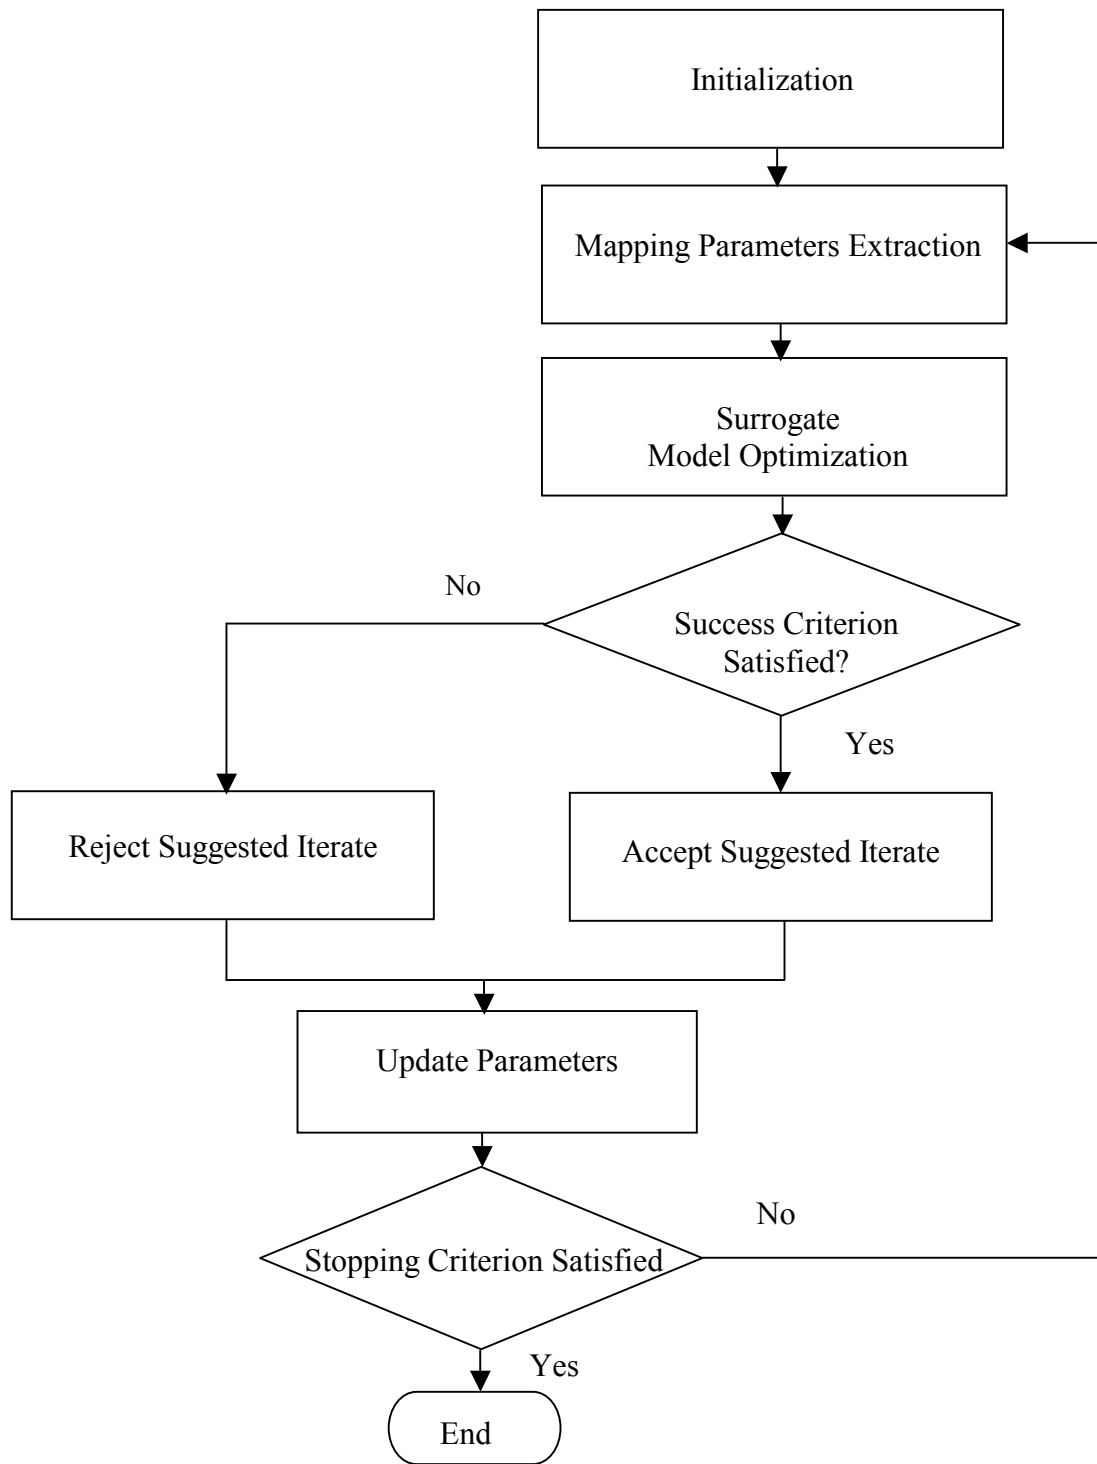 Initialization
Mapping Parameters Extraction
Surrogate
Model Optimization
No
Success Criterion
Satisfied?
Yes
Reject Suggested Iterate
Accept Suggested Iterate
Update Parameters
No
Stopping Criterion Satisfied
Yes
End